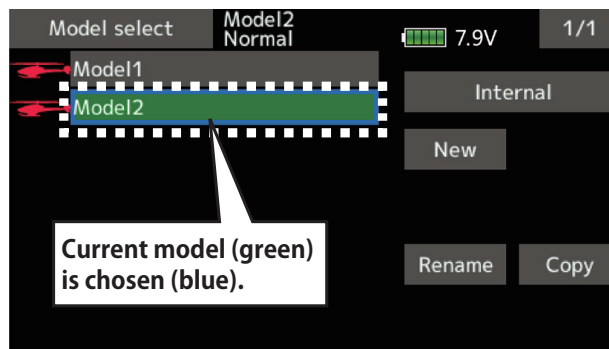 Model select
Model2
Normal
7.9V
1/1
Model1
Model2
Internal
New
Current model (green)
is chosen (blue).
Rename
Copy